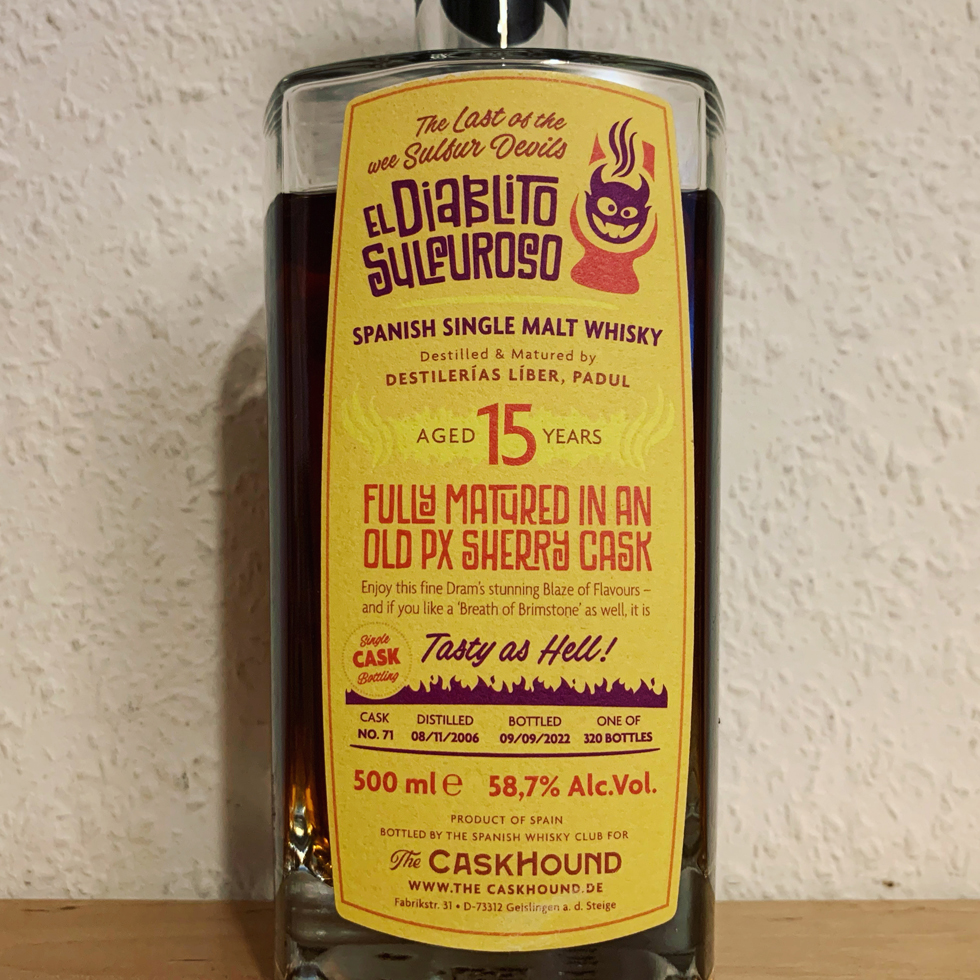 The Last of the
wee Sulfur Devils
EL DIABLITO
SULFUROSO
SPANISH SINGLE MALT WHISKY
Destilled & Matured by
DESTILERÍAS LÍBER, PADUL
AGED 15 YEARS
FULLY MATURED IN AN
OLD PX SHERRY CASK
Enjoy this fine Dram's stunning Blaze of Flavours –
and if you like a 'Breath of Brimstone' as well, it is
Tasty as Hell!
Single
CASK
Bottling
CASK DISTILLED BOTTLED ONE OF
NO. 71 08/11/2006 09/09/2022 320 BOTTLES
500 ml e 58,7% Alc.Vol.
PRODUCT OF SPAIN
BOTTLED BY THE SPANISH WHISKY CLUB FOR
The CASKHOUND
WWW.THE CASKHOUND.DE
Fabrikstr. 31 • D-73312 Geislingen a. d. Steige